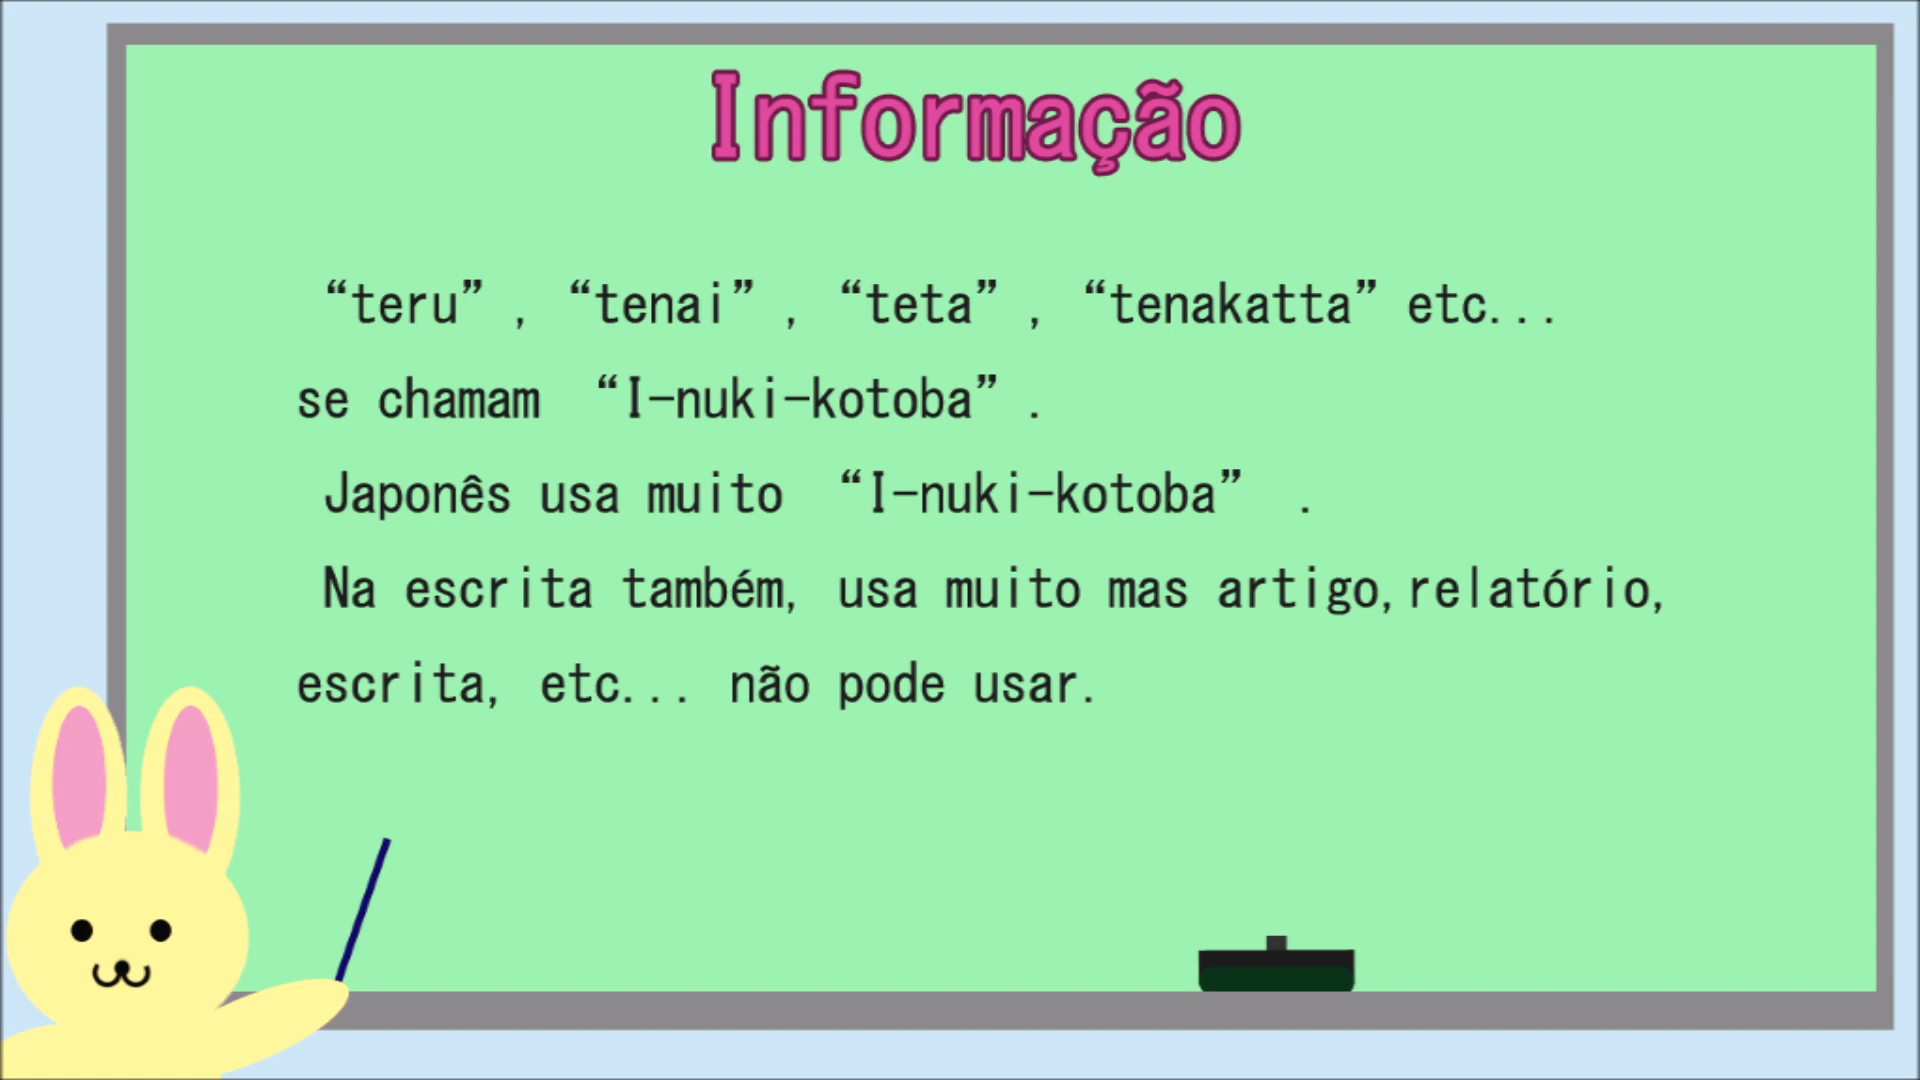 Informação
“teru”, “tenai”, “teta”, “tenakatta” etc...
se chamam “I-nuki-kotoba”.
Japonês usa muito “I-nuki-kotoba” .
Na escrita também, usa muito mas artigo,relatório,
escrita, etc... não pode usar.